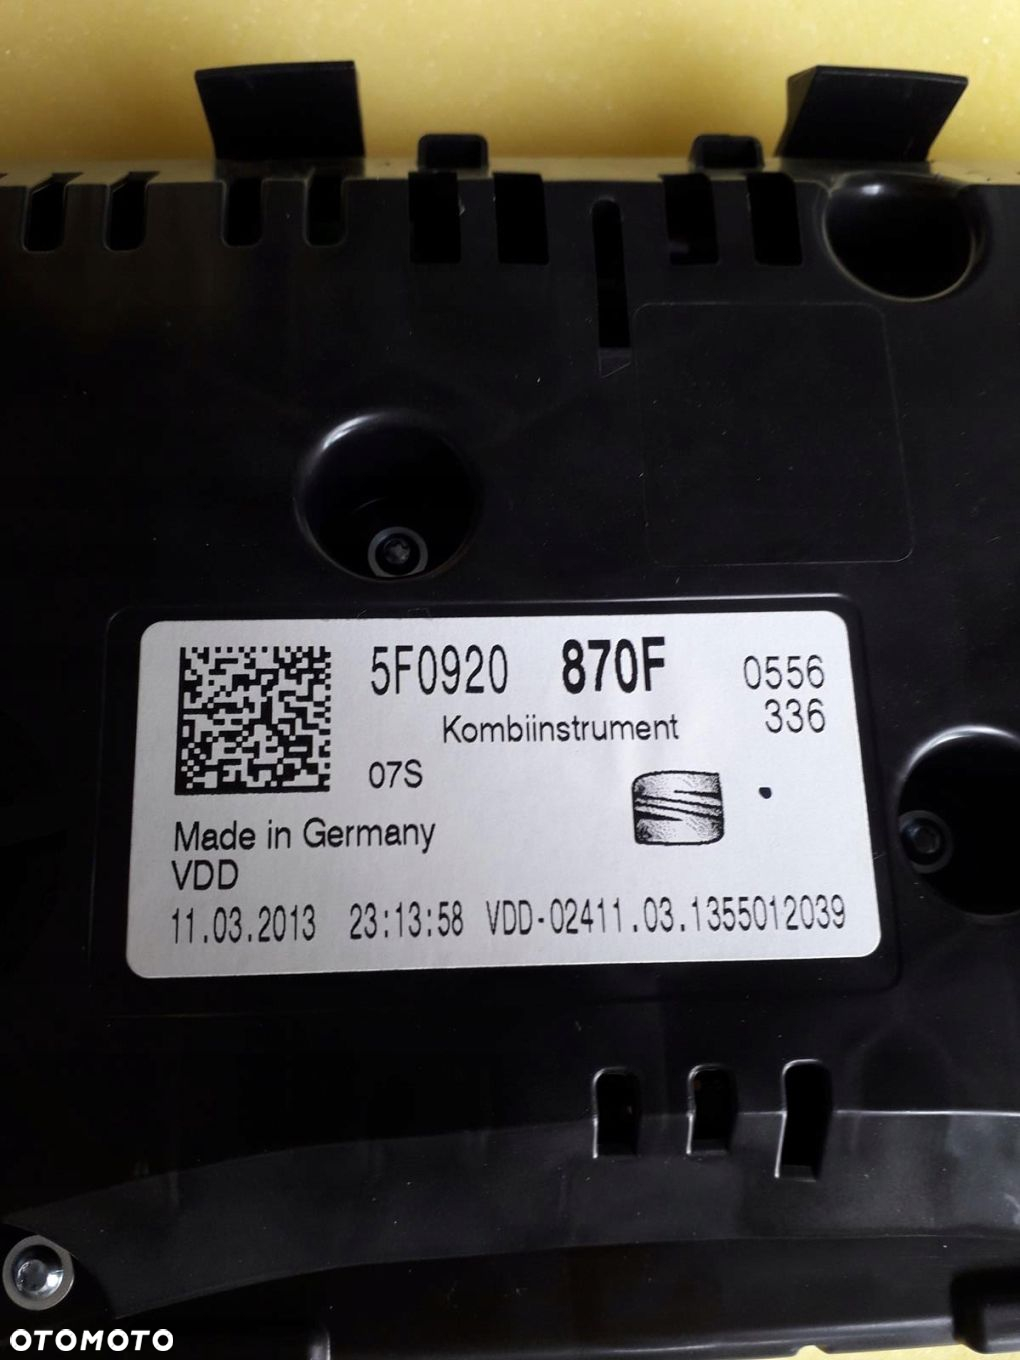 5F0920 870F 0556
336
Kombiinstrument
07S
Made in Germany
VDD
11.03.2013 23:13:58 VDD-02411.03.1355012039
OTOMOTO